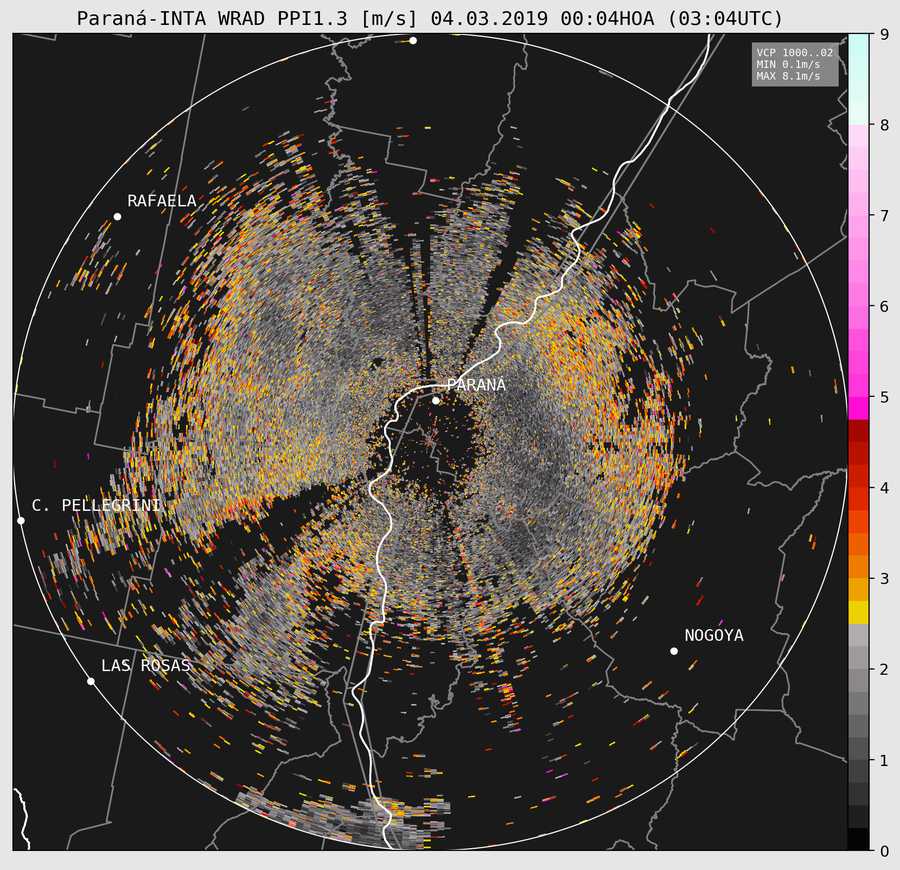 Paraná-INTA WRAD PPI1.3 [m/s] 04.03.2019 00:04HOA (03:04UTC)
VCP 1000..02
MIN 0.1m/s
MAX 8.1m/s
9
8
7
6
5
4
3
2
1
0
RAFAELA
PARANÁ
C. PELLEGRINI
NOGOYA
LAS ROSAS